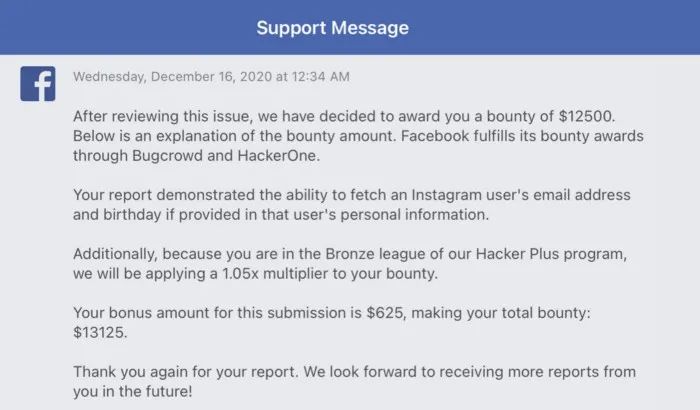 Support Message
Wednesday, December 16, 2020 at 12:34 AM
After reviewing this issue, we have decided to award you a bounty of $12500.
Below is an explanation of the bounty amount. Facebook fulfills its bounty awards
through Bugcrowd and HackerOne.
Your report demonstrated the ability to fetch an Instagram user's email address
and birthday if provided in that user's personal information.
Additionally, because you are in the Bronze league of our Hacker Plus program,
we will be applying a 1.05x multiplier to your bounty.
Your bonus amount for this submission is $625, making your total bounty:
$13125.
Thank you again for your report. We look forward to receiving more reports from
you in the future!